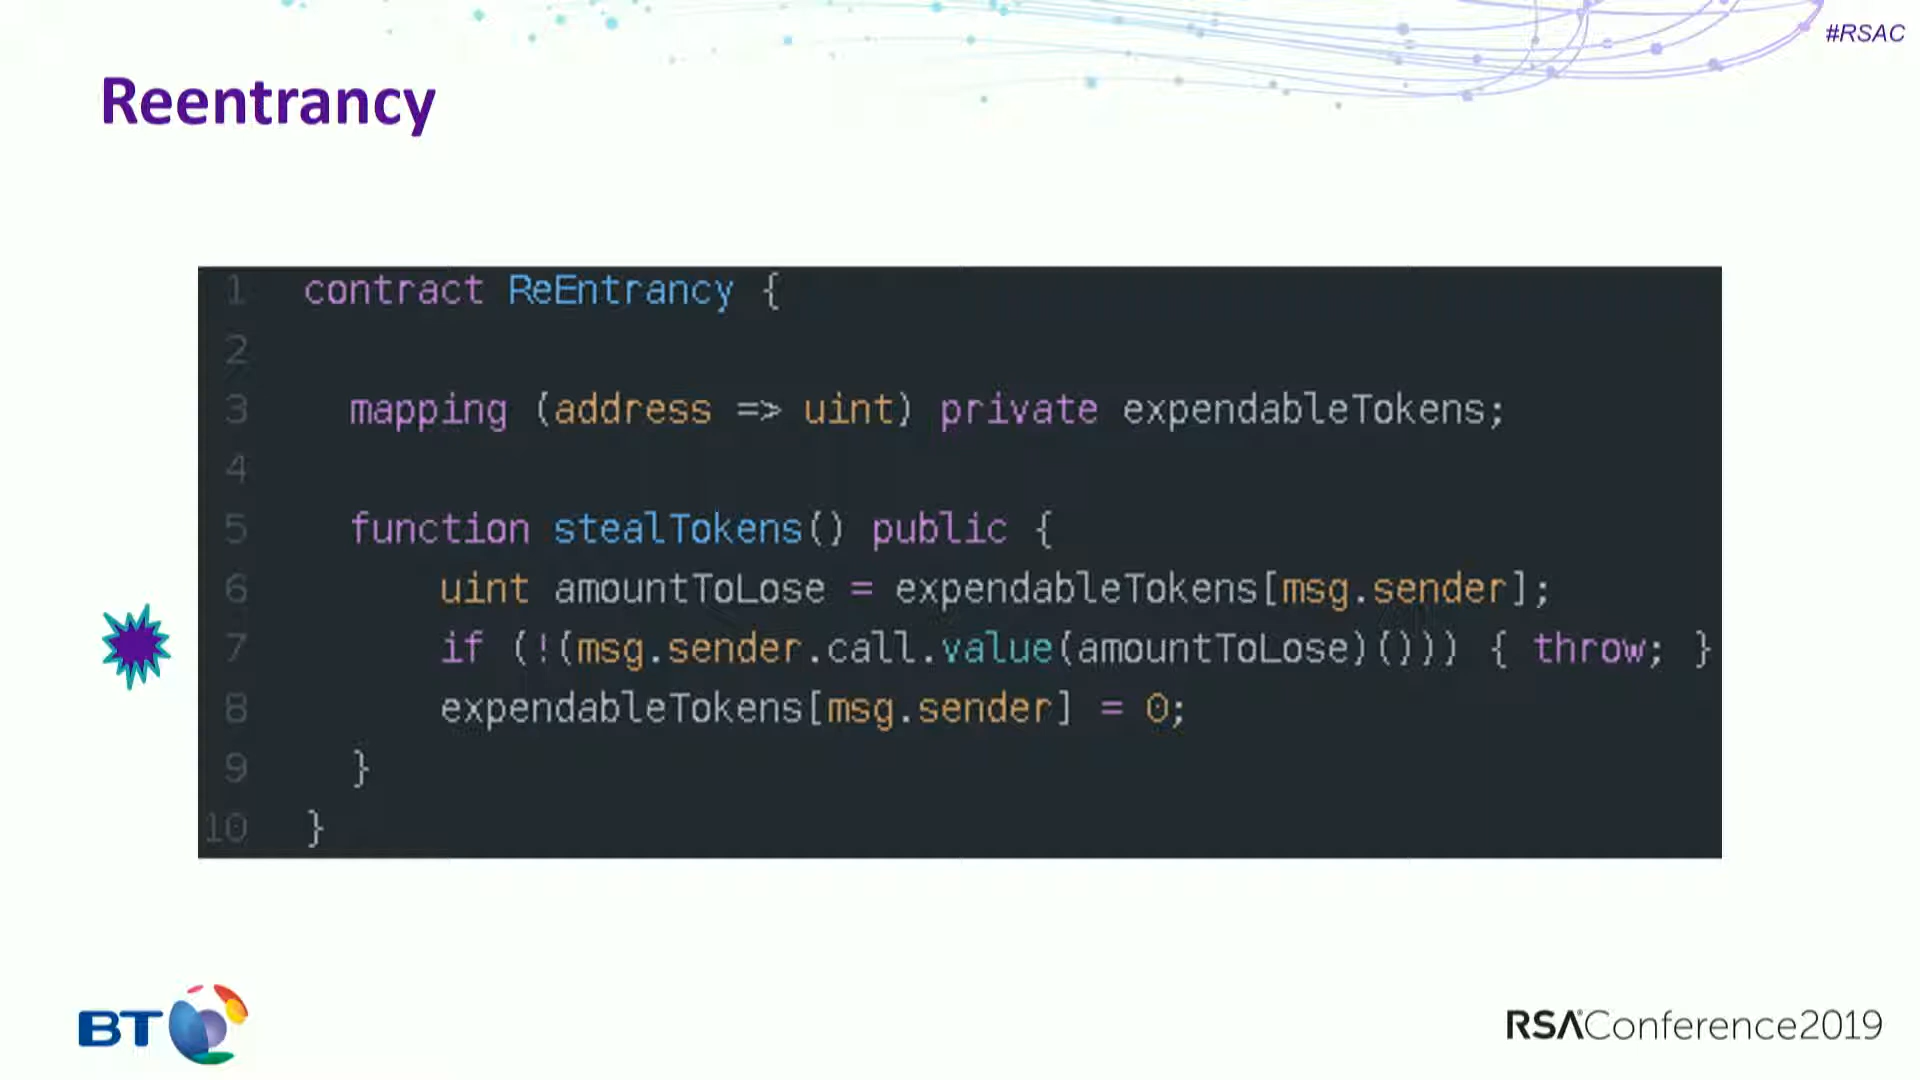 #RSAC
Reentrancy
1 contract ReEntrancy {
2
3 mapping (address => uint) private expendableTokens;
4
5 function stealTokens() public {
6 uint amountToLose = expendableTokens[msg.sender];
7 if (!(msg.sender.call.value(amountToLose)())) { throw; }
8 expendableTokens[msg.sender] = 0;
9 }
10 }
BT
RSAConference2019